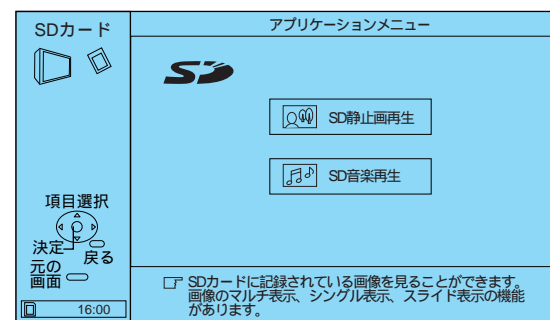 SDカード
アプリケーションメニュー
SD
SD静止画再生
SD音楽再生
項目選択
決定
戻る
元の
画面
16:00
SDカードに記録されている画像を見ることができます。
画像のマルチ表示、シングル表示、スライド表示の機能
があります。